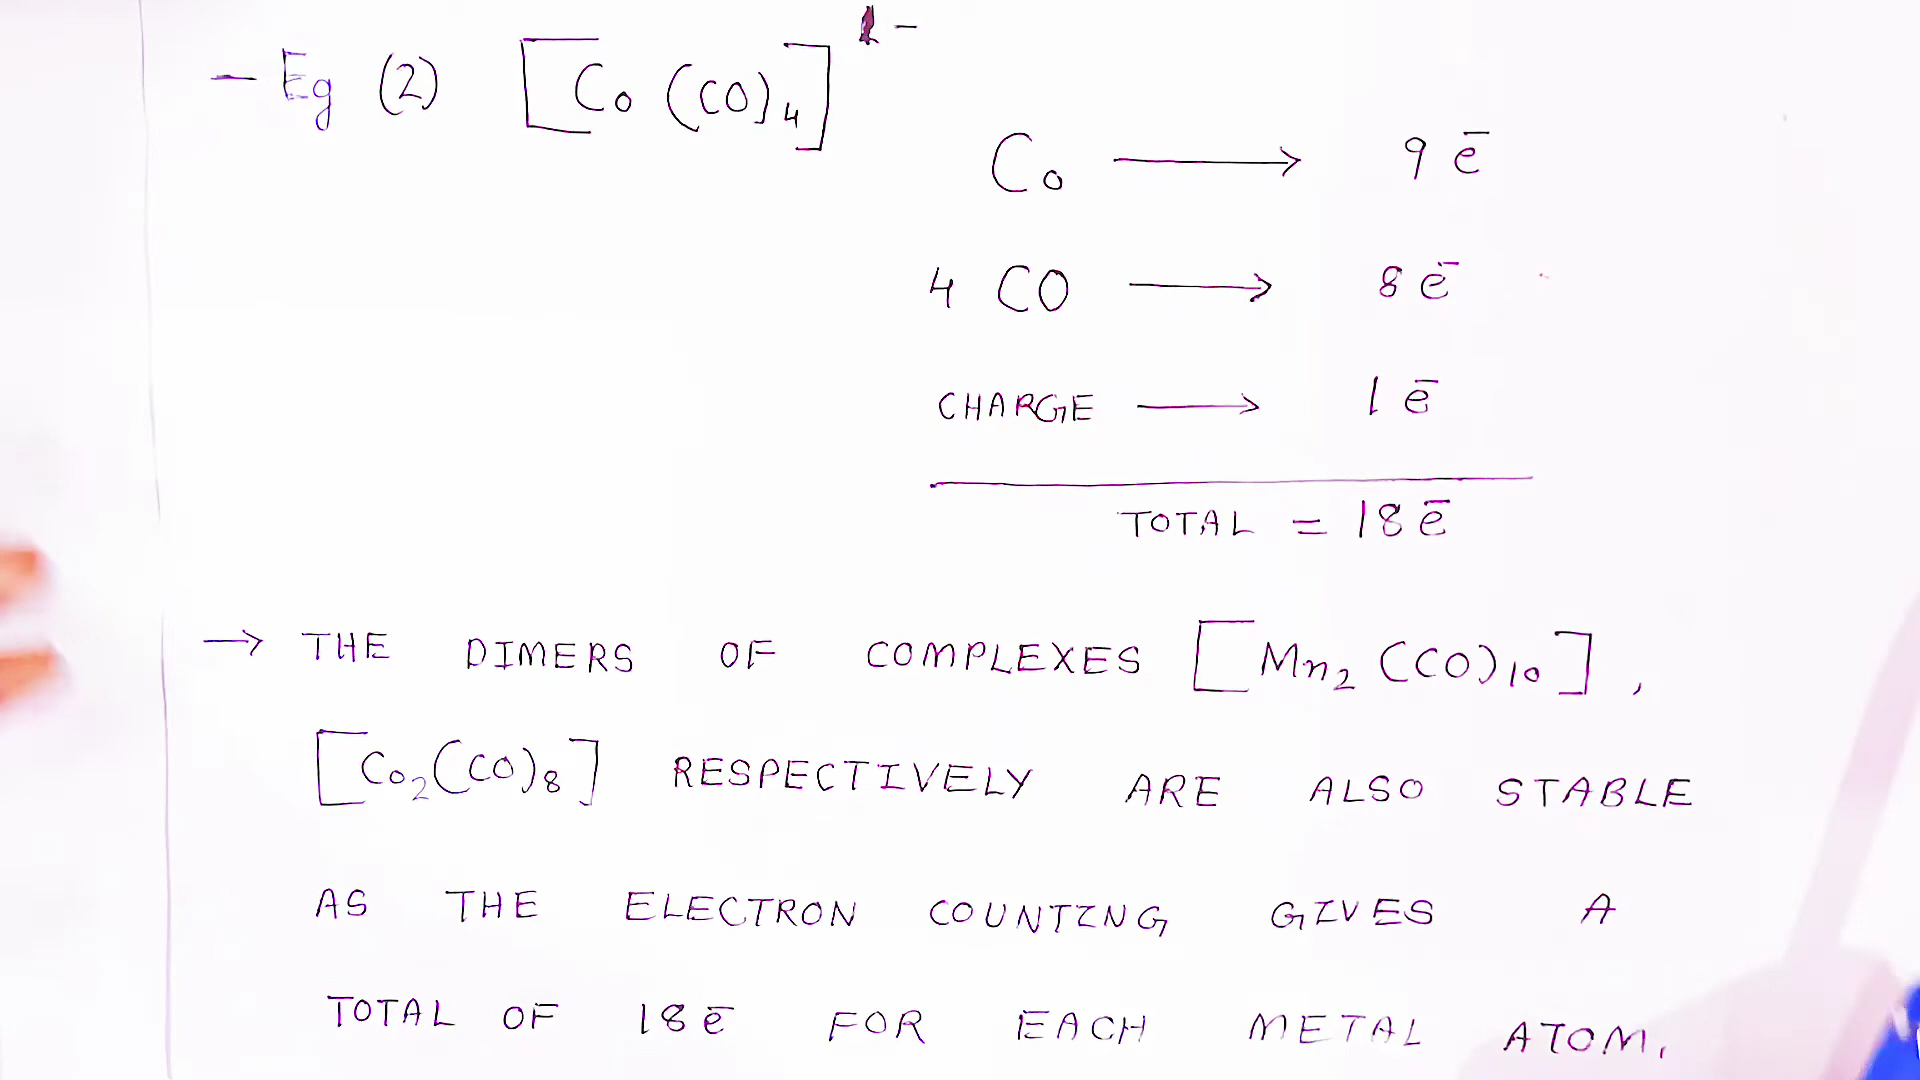 - Eg (2) [Co (CO)₄]¹⁻
Co ⟶ 9 e̅
4 CO ⟶ 8 e̅
CHARGE ⟶ 1 e̅
TOTAL = 18 e̅
→ THE DIMERS OF COMPLEXES [Mn₂ (CO)₁₀] ,
[Co₂(CO)₈] RESPECTIVELY ARE ALSO STABLE
AS THE ELECTRON COUNTING GIVES A
TOTAL OF 18 e̅ FOR EACH METAL ATOM.